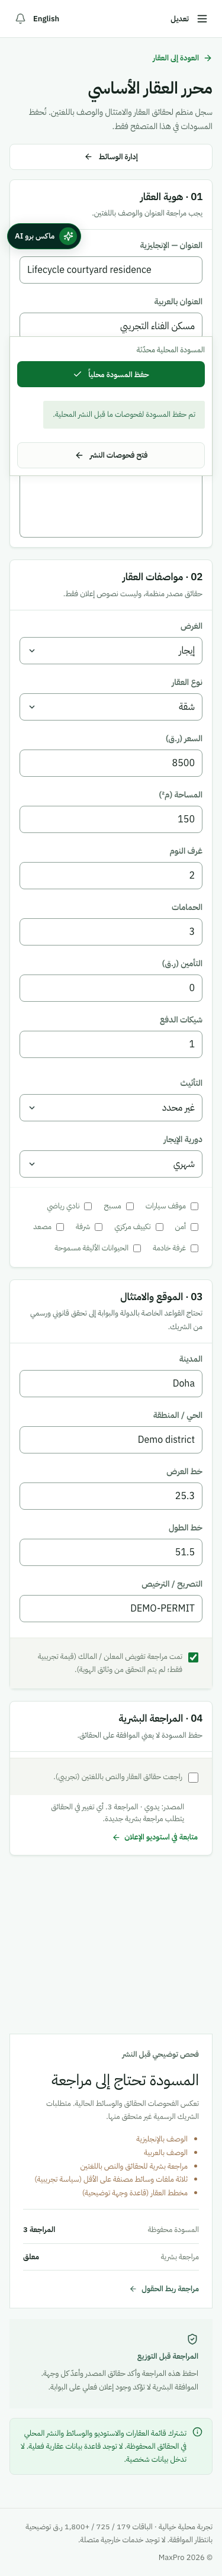 تعديل
English
العودة إلى العقار
محرر العقار الأساسي
سجل منظم لحقائق العقار والامتثال والوصف باللغتين. تُحفظ
المسودات في هذا المتصفح فقط.
إدارة الوسائط
01 · هوية العقار
يجب مراجعة العنوان والوصف باللغتين.
ماكس برو AI
العنوان — الإنجليزية
Lifecycle courtyard residence
العنوان بالعربية
مسكن الفناء التجريبي
المسودة المحلية محدّثة
حفظ المسودة محلياً
تم حفظ المسودة لفحوصات ما قبل النشر المحلية.
فتح فحوصات النشر
02 · مواصفات العقار
حقائق مصدر منظمة، وليست نصوص إعلان فقط.
الغرض
إيجار
نوع العقار
شقة
السعر (ر.ق)
8500
المساحة (م²)
150
غرف النوم
2
الحمامات
3
التأمين (ر.ق)
0
شيكات الدفع
1
التأثيث
غير محدد
دورية الإيجار
شهري
موقف سيارات
مسبح
نادي رياضي
أمن
تكييف مركزي
شرفة
مصعد
غرفة خادمة
الحيوانات الأليفة مسموحة
03 · الموقع والامتثال
تحتاج القواعد الخاصة بالدولة والبوابة إلى تحقق قانوني ورسمي
من الشريك.
المدينة
Doha
الحي / المنطقة
Demo district
خط العرض
25.3
خط الطول
51.5
التصريح / الترخيص
DEMO-PERMIT
تمت مراجعة تفويض المعلن / المالك (قيمة تجريبية
فقط؛ لم يتم التحقق من وثائق الهوية).
04 · المراجعة البشرية
حفظ المسودة لا يعني الموافقة على الحقائق.
راجعت حقائق العقار والنص باللغتين (تجريبي).
المصدر: يدوي · المراجعة 3. أي تغيير في الحقائق
يتطلب مراجعة بشرية جديدة.
متابعة في استوديو الإعلان
فحص توضيحي قبل النشر
المسودة تحتاج إلى مراجعة
تعكس الفحوصات الحقائق والوسائط الحالية. متطلبات
الشريك الرسمية غير متحقق منها.
الوصف بالإنجليزية
الوصف بالعربية
مراجعة بشرية للحقائق والنص باللغتين
ثلاثة ملفات وسائط مصنفة على الأقل (سياسة تجريبية)
مخطط العقار (قاعدة وجهة توضيحية)
المسودة محفوظة
المراجعة 3
مراجعة بشرية
معلق
مراجعة ربط الحقول
المراجعة قبل التوزيع
احفظ هذه المراجعة وأكد حقائق المصدر وأعدّ كل وجهة.
الموافقة البشرية لا تؤكد وجود إعلان فعلي على البوابة.
تشترك قائمة العقارات والاستوديو والوسائط والنشر المحلي
في الحقائق المحفوظة. لا توجد قاعدة بيانات عقارية فعلية. لا
تدخل بيانات شخصية.
تجربة محلية خيالية · الباقات 179 / 725 / +1,800 ر.ق توضيحية
بانتظار الموافقة. لا توجد خدمات خارجية متصلة.
© 2026 MaxPro